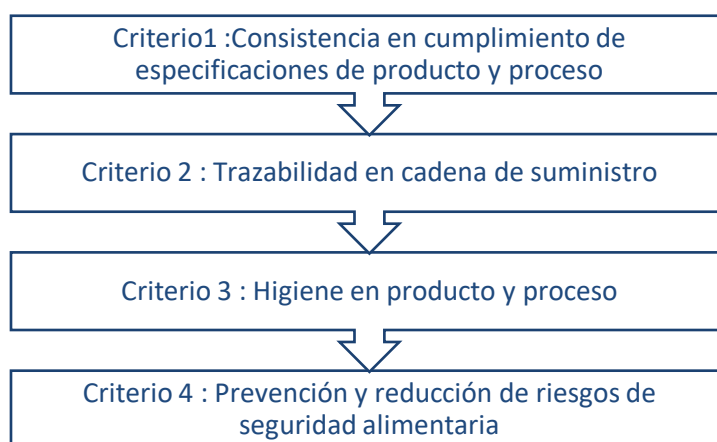 Criterio1 :Consistencia en cumplimiento de
especificaciones de producto y proceso
Criterio 2 : Trazabilidad en cadena de suministro
Criterio 3 : Higiene en producto y proceso
Criterio 4 : Prevención y reducción de riesgos de
seguridad alimentaria